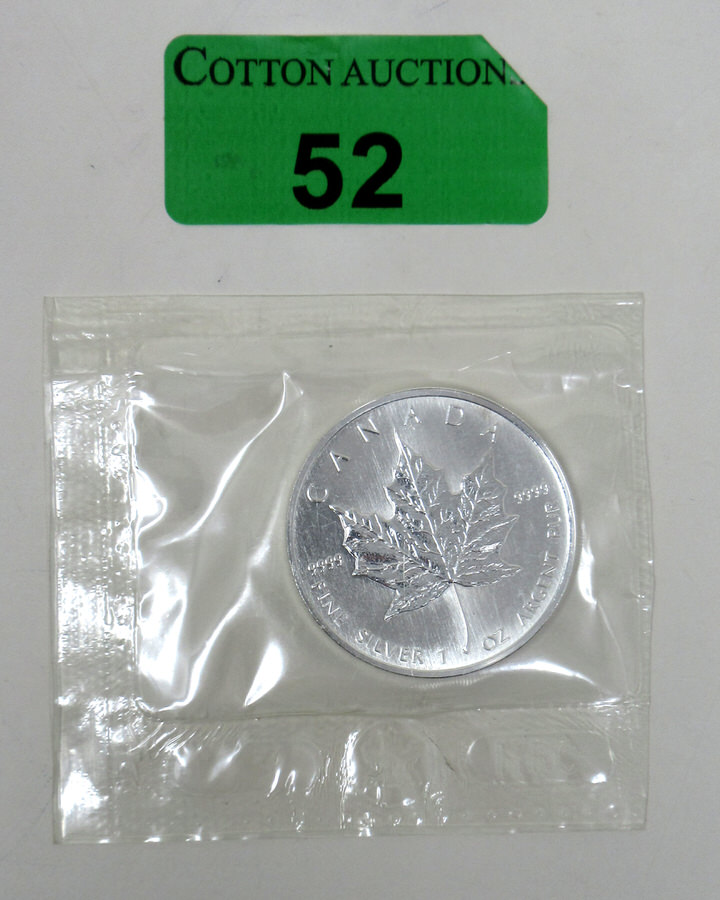 COTTON AUCTION...
52
CANADA
9999
9999
FINE SILVER 1 OZ ARGENT PUR